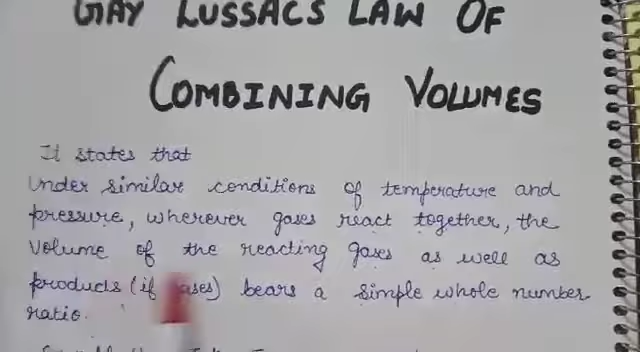 GAY LUSSACS LAW OF
COMBINING VOLUMES
It states that
Under similar conditions of temperature and
pressure, wherever gases react together, the
volume of the reacting gases as well as
products (if gases) bears a simple whole number
ratio.